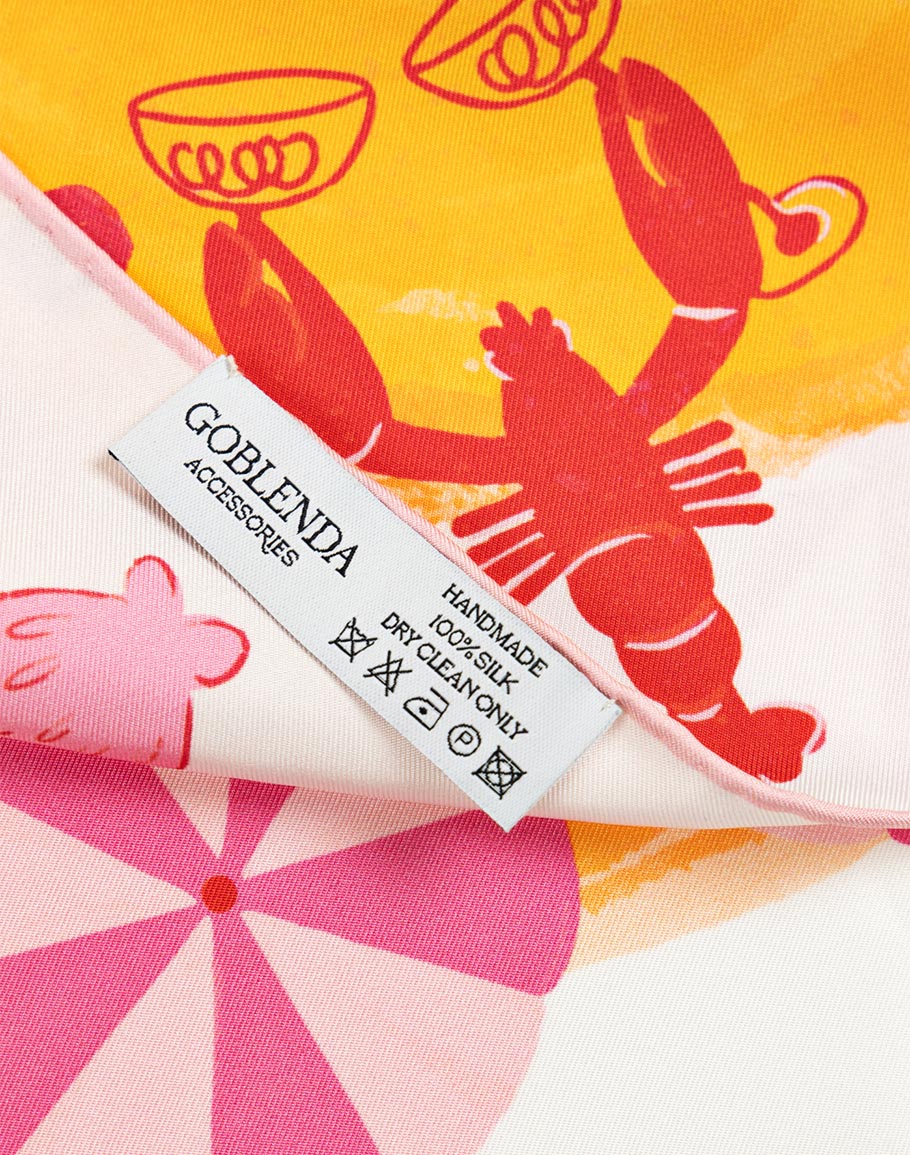 GOBLENDA
ACCESSORIES
HANDMADE
100% SILK
DRY CLEAN ONLY
P